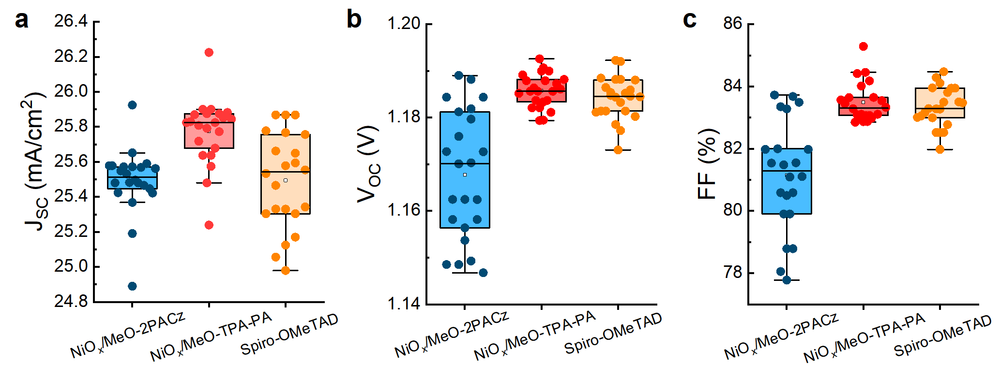 a
26.4
26.2
26.0
25.8
25.6
25.4
25.2
25.0
24.8
J_SC (mA/cm²)
NiOₓ/MeO-2PACz
NiOₓ/MeO-TPA-PA
Spiro-OMeTAD
b
1.20
1.18
1.16
1.14
V_OC (V)
NiOₓ/MeO-2PACz
NiOₓ/MeO-TPA-PA
Spiro-OMeTAD
c
86
84
82
80
78
FF (%)
NiOₓ/MeO-2PACz
NiOₓ/MeO-TPA-PA
Spiro-OMeTAD